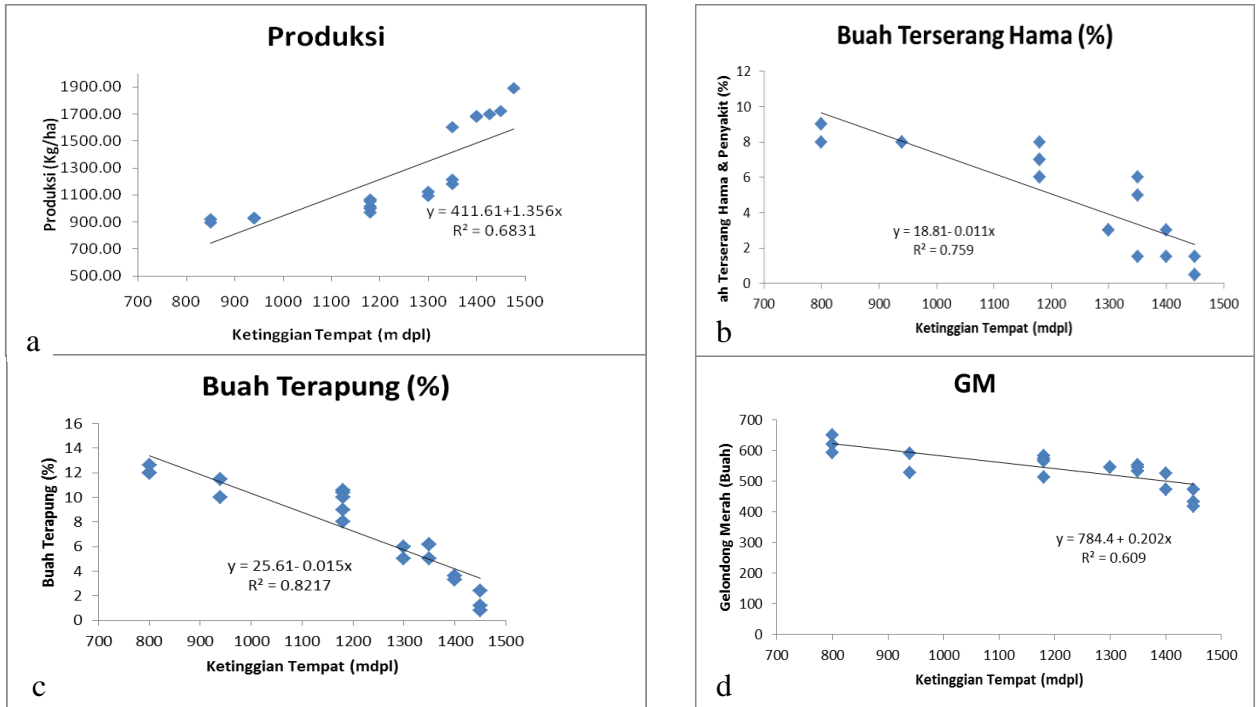 Produksi
Produksi (Kg/ha)
1900.00
1700.00
1500.00
1300.00
1100.00
900.00
700.00
500.00
y = 411.61+1.356x
R² = 0.6831
700 800 900 1000 1100 1200 1300 1400 1500
Ketinggian Tempat (m dpl)
a
Buah Terserang Hama (%)
ah Terserang Hama & Penyakit (%)
12
10
8
6
4
2
0
y = 18.81- 0.011x
R² = 0.759
700 800 900 1000 1100 1200 1300 1400 1500
Ketinggian Tempat (mdpl)
b
Buah Terapung (%)
Buah Terapung (%)
16
14
12
10
8
6
4
2
0
y = 25.61- 0.015x
R² = 0.8217
700 800 900 1000 1100 1200 1300 1400 1500
Ketinggian Tempat (mdpl)
c
GM
Gelondong Merah (Buah)
700
600
500
400
300
200
100
0
y = 784.4 + 0.202x
R² = 0.609
700 800 900 1000 1100 1200 1300 1400 1500
Ketinggian Tempat (mdpl)
d